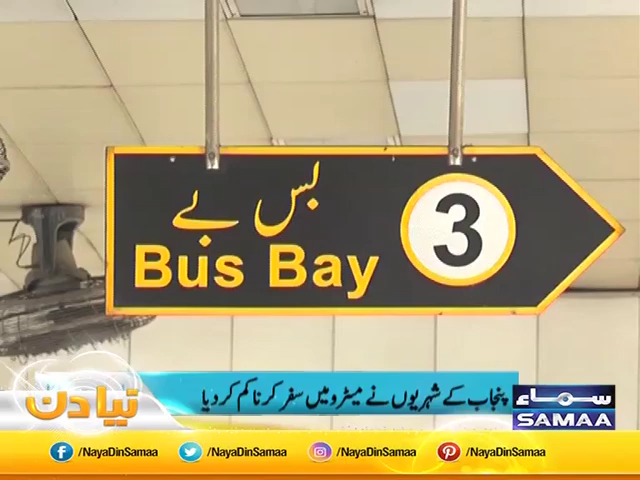 بس بے
Bus Bay
3
پنجاب کے شہریوں نے میٹرو میں سفر کرنا کم کر دیا
نیا دن
سماء
SAMAA
/NayaDinSamaa /NayaDinSamaa /NayaDinSamaa /NayaDinSamaa